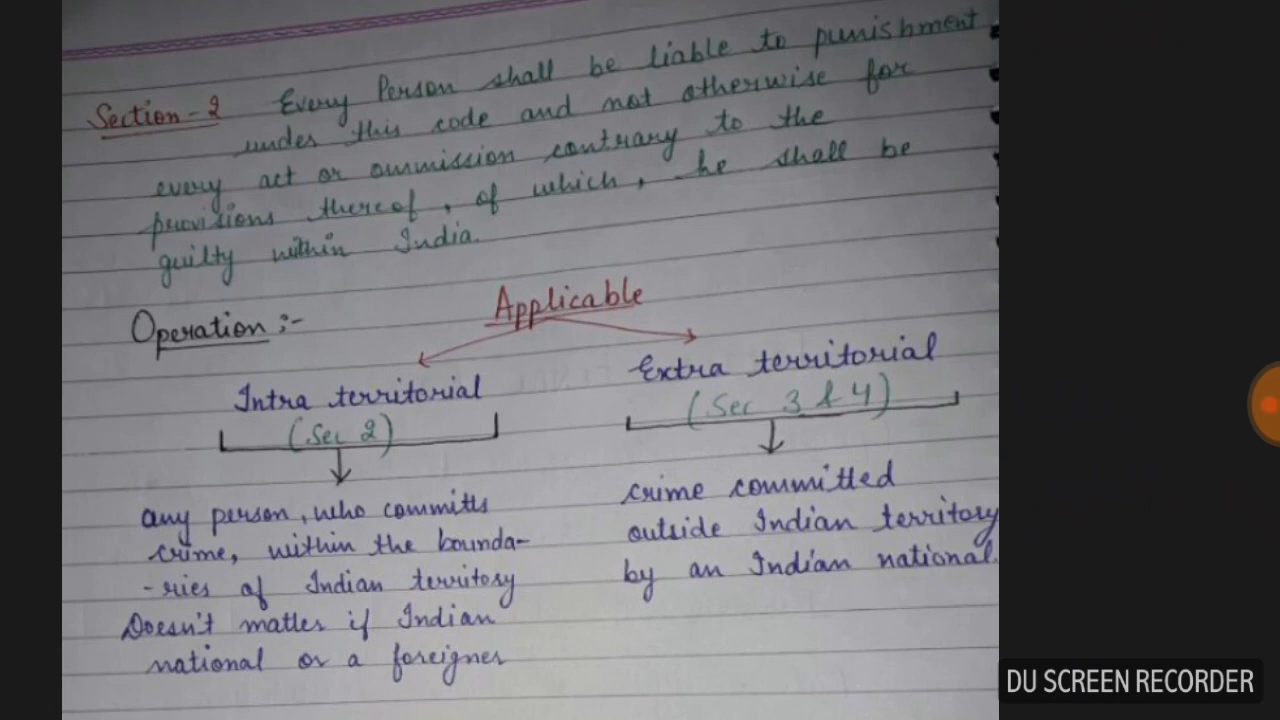 Section-2 Every Person shall be liable to punishment
under this code and not otherwise for
every act or ommission contrary to the
provisions thereof, of which, he shall be
guilty within India.
Applicable
Operation :-
Intra territorial
(Sec 2)
any person, who committs
crime, within the bounda-
-ries of Indian territory
Doesn't matter if Indian
national or a foreigner
Extra territorial
(Sec 3 & 4)
crime committed
outside Indian territory
by an Indian national.
DU SCREEN RECORDER